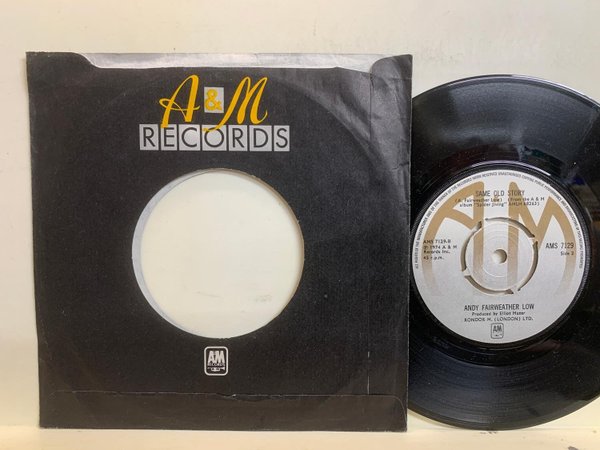 A&M
RECORDS
A&M
RECORDS
SAME OLD STORY
(A. Fairweather Low) (From the A & M
album "Spider Jiving" AMLH 68263)
AMS 7129-B
℗ 1974 A & M
Records Inc.
45 r.p.m.
AMS 7129
Side 2
ANDY FAIRWEATHER LOW
Produced by Elliot Mazer
RONDOR M. (LONDON) LTD.
A&M
RECORDS